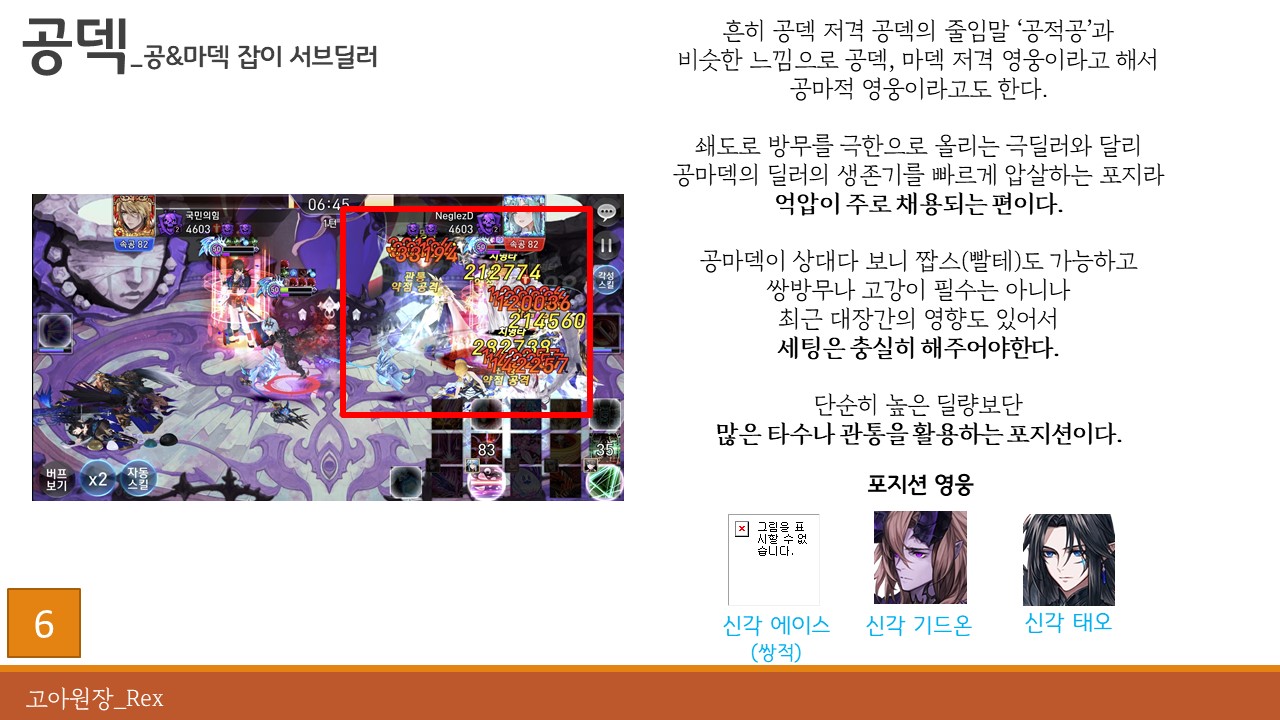 공덱_공&마덱 잡이 서브딜러
흔히 공덱 저격 공덱의 줄임말 ‘공적공’과
비슷한 느낌으로 공덱, 마덱 저격 영웅이라고 해서
공마적 영웅이라고도 한다.
쇄도로 방무를 극한으로 올리는 극딜러와 달리
공마덱의 딜러의 생존기를 빠르게 압살하는 포지라
억압이 주로 채용되는 편이다.
공마덱이 상대다 보니 짭스(빨테)도 가능하고
쌍방무나 고강이 필수는 아니나
최근 대장간의 영향도 있어서
세팅은 충실히 해주어야한다.
단순히 높은 딜량보단
많은 타수나 관통을 활용하는 포지션이다.
포지션 영웅
그림을 표
시할 수 없
습니다.
신각 에이스
(쌍적)
신각 기드온
신각 태오
06:45
1턴
국민의힘
4603
속공 82
NeglezD
4603
속공 82
각성
스킬
50
50
50
33194
치명타
212774
관통
약점 공격
120036
214560
치명타
282738
142257
약점 공격
83
35
버프
보기
x2
자동
스킬
6
고아원장_Rex